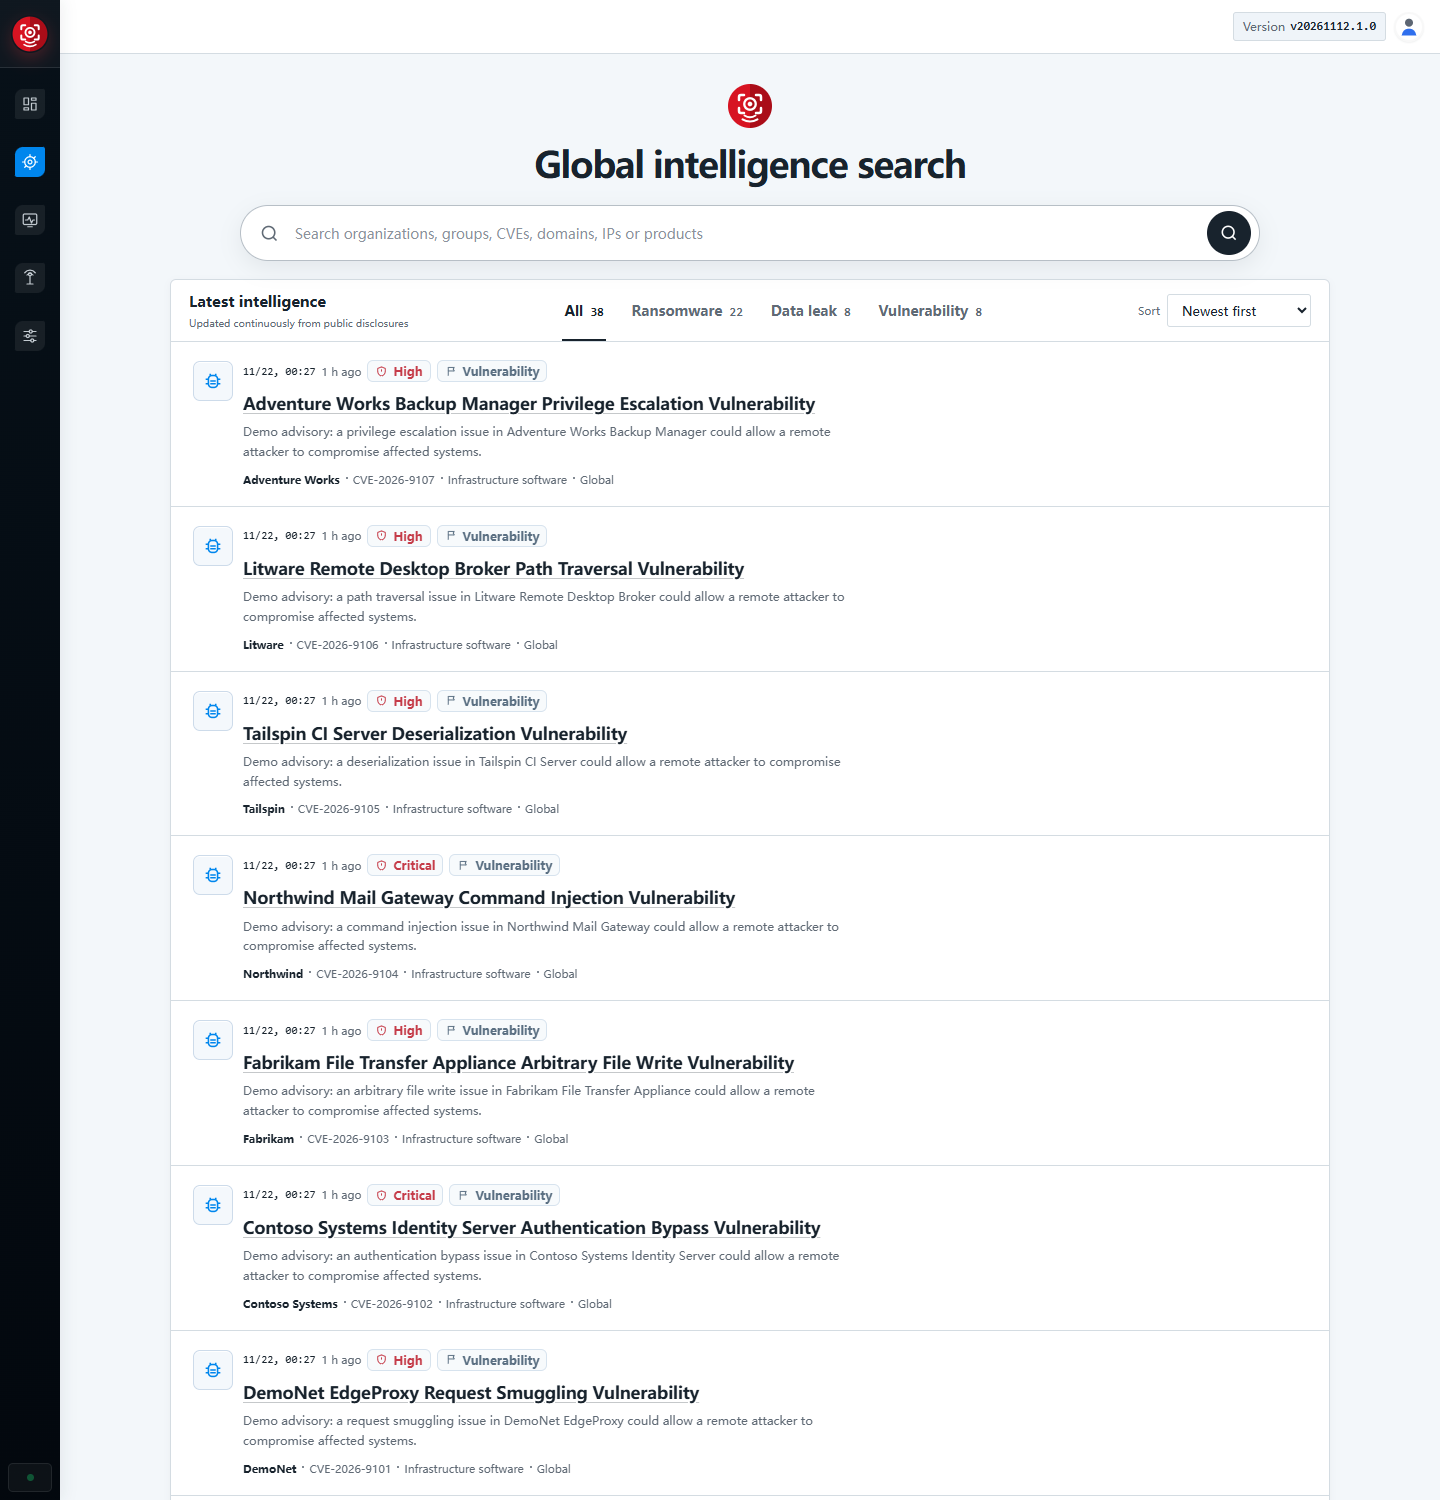 Version v20261112.1.0
Global intelligence search
Search organizations, groups, CVEs, domains, IPs or products
Latest intelligence
Updated continuously from public disclosures
All 38 Ransomware 22 Data leak 8 Vulnerability 8
Sort Newest first
11/22, 00:27 1 h ago High Vulnerability
Adventure Works Backup Manager Privilege Escalation Vulnerability
Demo advisory: a privilege escalation issue in Adventure Works Backup Manager could allow a remote
attacker to compromise affected systems.
Adventure Works · CVE-2026-9107 · Infrastructure software · Global
11/22, 00:27 1 h ago High Vulnerability
Litware Remote Desktop Broker Path Traversal Vulnerability
Demo advisory: a path traversal issue in Litware Remote Desktop Broker could allow a remote attacker to
compromise affected systems.
Litware · CVE-2026-9106 · Infrastructure software · Global
11/22, 00:27 1 h ago High Vulnerability
Tailspin CI Server Deserialization Vulnerability
Demo advisory: a deserialization issue in Tailspin CI Server could allow a remote attacker to compromise
affected systems.
Tailspin · CVE-2026-9105 · Infrastructure software · Global
11/22, 00:27 1 h ago Critical Vulnerability
Northwind Mail Gateway Command Injection Vulnerability
Demo advisory: a command injection issue in Northwind Mail Gateway could allow a remote attacker to
compromise affected systems.
Northwind · CVE-2026-9104 · Infrastructure software · Global
11/22, 00:27 1 h ago High Vulnerability
Fabrikam File Transfer Appliance Arbitrary File Write Vulnerability
Demo advisory: an arbitrary file write issue in Fabrikam File Transfer Appliance could allow a remote
attacker to compromise affected systems.
Fabrikam · CVE-2026-9103 · Infrastructure software · Global
11/22, 00:27 1 h ago Critical Vulnerability
Contoso Systems Identity Server Authentication Bypass Vulnerability
Demo advisory: an authentication bypass issue in Contoso Systems Identity Server could allow a remote
attacker to compromise affected systems.
Contoso Systems · CVE-2026-9102 · Infrastructure software · Global
11/22, 00:27 1 h ago High Vulnerability
DemoNet EdgeProxy Request Smuggling Vulnerability
Demo advisory: a request smuggling issue in DemoNet EdgeProxy could allow a remote attacker to
compromise affected systems.
DemoNet · CVE-2026-9101 · Infrastructure software · Global